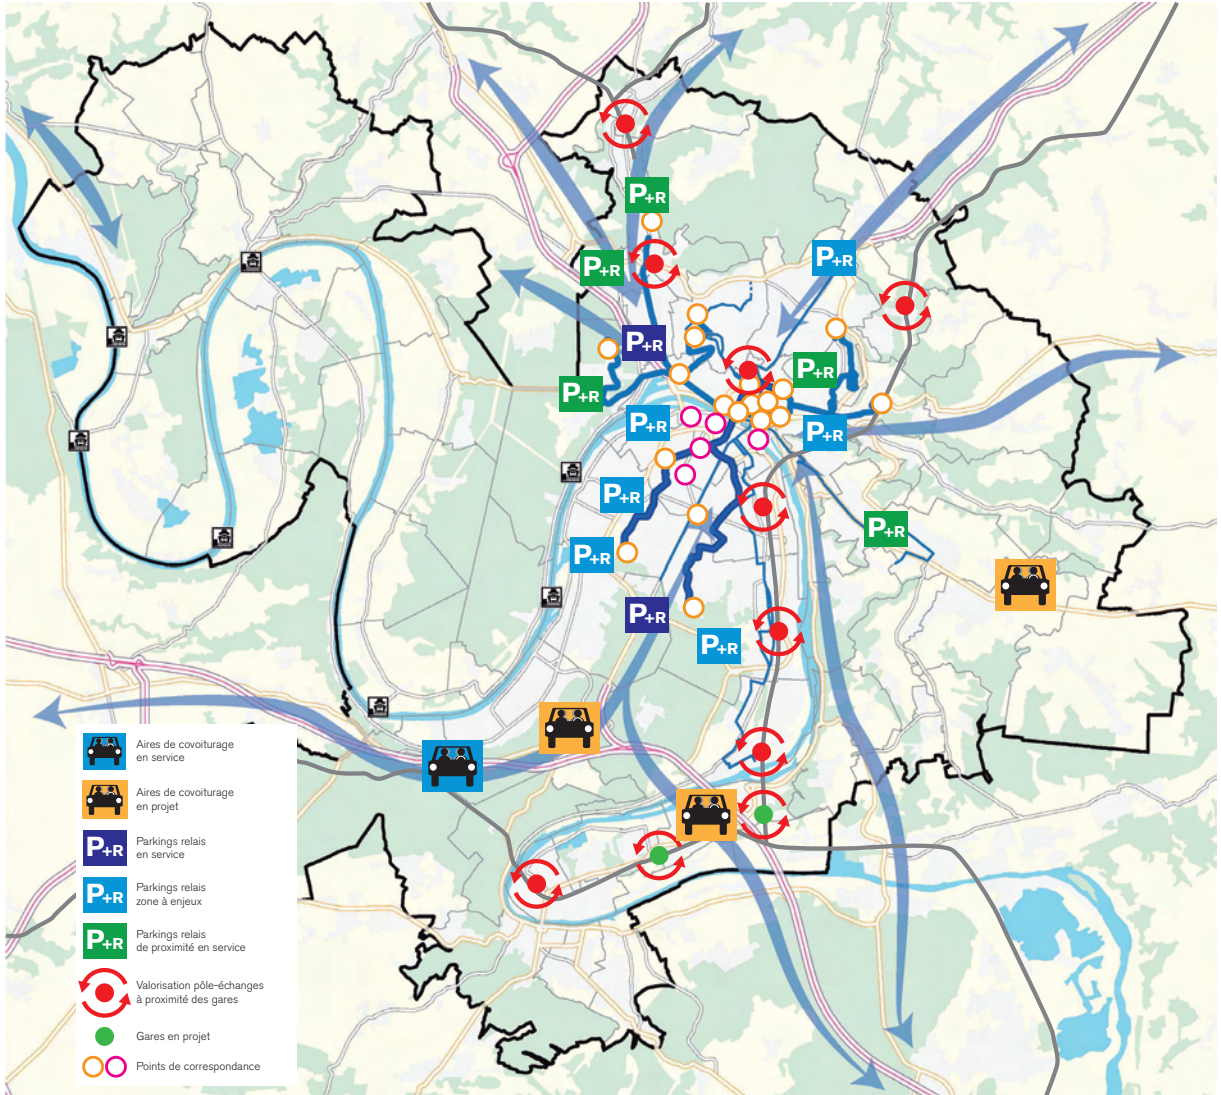 P+R
P+R
P+R
P+R
P+R
P+R
P+R
P+R
P+R
P+R
P+R
P+R
P+R
Aires de covoiturage
en service
Aires de covoiturage
en projet
P+R
Parkings relais
en service
P+R
Parkings relais
zone à enjeux
P+R
Parkings relais
de proximité en service
Valorisation pôle-échanges
à proximité des gares
Gares en projet
Points de correspondance